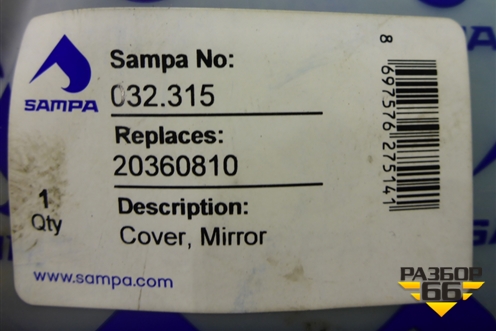 SAMPA
Sampa No:
032.315
Replaces:
20360810
1
Qty
Description:
Cover, Mirror
www.sampa.com
8 697576 275141
РАЗБОР
66